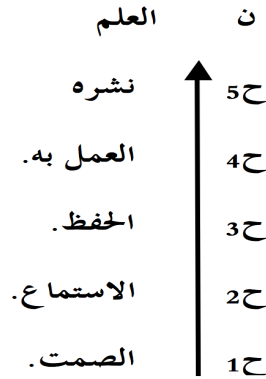 ن العلم
ح5 نشره
ح4 العمل به.
ح3 الحفظ.
ح2 الاستماع.
ح1 الصمت.